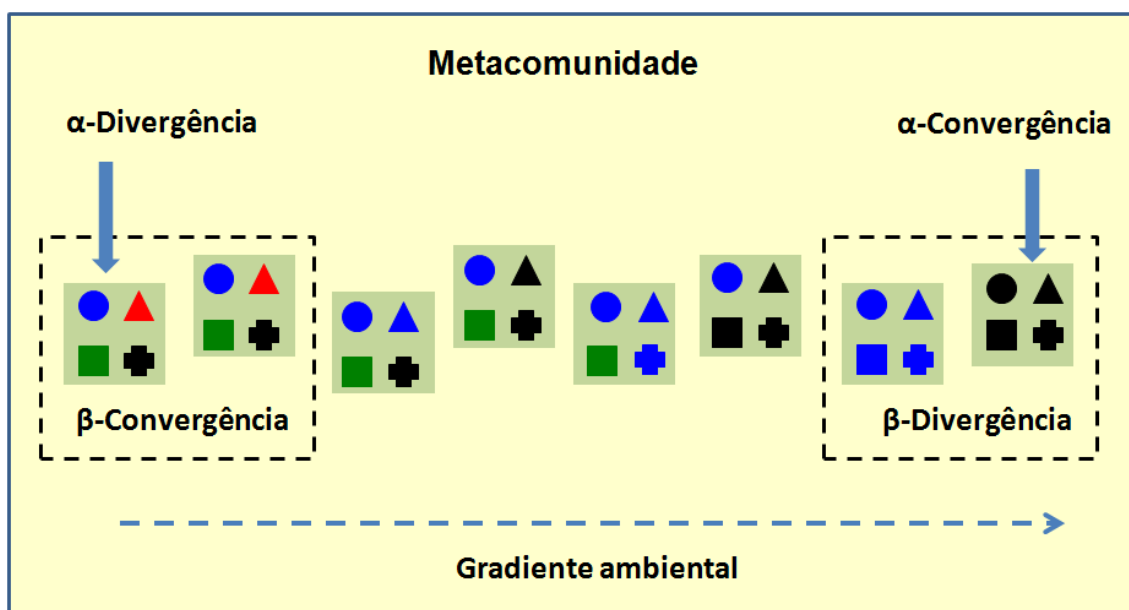 Metacomunidade
α-Divergência
α-Convergência
β-Convergência
β-Divergência
Gradiente ambiental